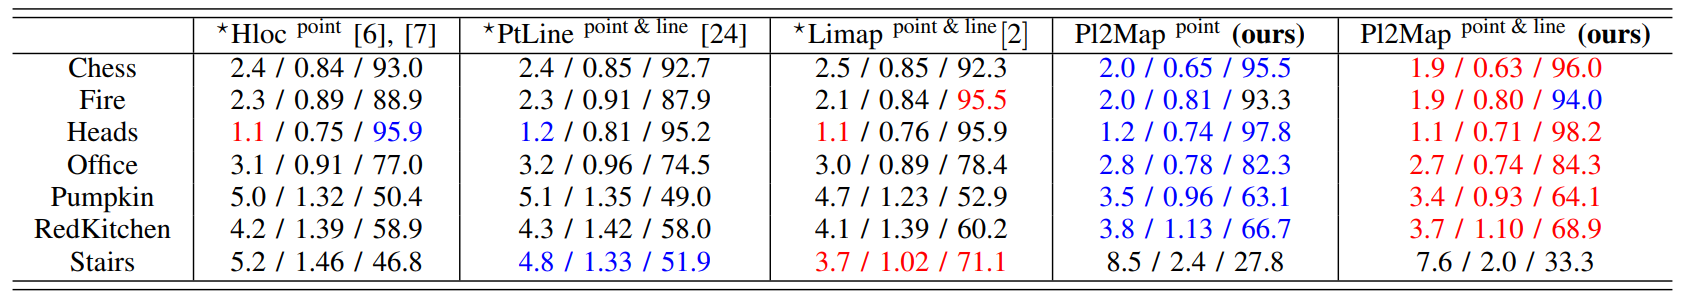 ⋆Hloc point [6], [7] ⋆PtLine point & line [24] ⋆Limap point & line[2] Pl2Map point (ours) Pl2Map point & line (ours)
Chess 2.4 / 0.84 / 93.0 2.4 / 0.85 / 92.7 2.5 / 0.85 / 92.3 2.0 / 0.65 / 95.5 1.9 / 0.63 / 96.0
Fire 2.3 / 0.89 / 88.9 2.3 / 0.91 / 87.9 2.1 / 0.84 / 95.5 2.0 / 0.81 / 93.3 1.9 / 0.80 / 94.0
Heads 1.1 / 0.75 / 95.9 1.2 / 0.81 / 95.2 1.1 / 0.76 / 95.9 1.2 / 0.74 / 97.8 1.1 / 0.71 / 98.2
Office 3.1 / 0.91 / 77.0 3.2 / 0.96 / 74.5 3.0 / 0.89 / 78.4 2.8 / 0.78 / 82.3 2.7 / 0.74 / 84.3
Pumpkin 5.0 / 1.32 / 50.4 5.1 / 1.35 / 49.0 4.7 / 1.23 / 52.9 3.5 / 0.96 / 63.1 3.4 / 0.93 / 64.1
RedKitchen 4.2 / 1.39 / 58.9 4.3 / 1.42 / 58.0 4.1 / 1.39 / 60.2 3.8 / 1.13 / 66.7 3.7 / 1.10 / 68.9
Stairs 5.2 / 1.46 / 46.8 4.8 / 1.33 / 51.9 3.7 / 1.02 / 71.1 8.5 / 2.4 / 27.8 7.6 / 2.0 / 33.3